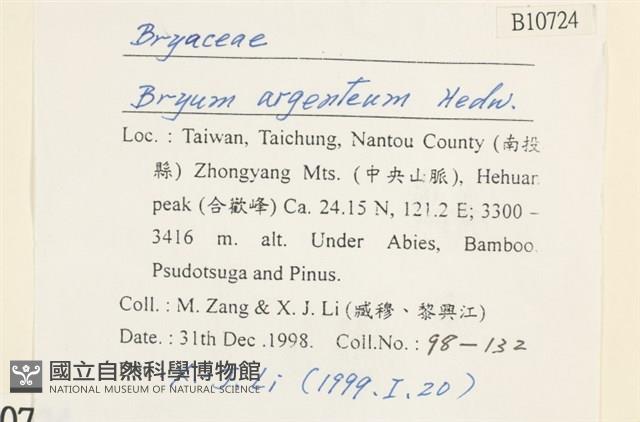 B10724
Bryaceae
Bryum argenteum Hedw.
Loc. : Taiwan, Taichung, Nantou County (南投
縣) Zhongyang Mts. (中央山脈), Hehuan
peak (合歡峰) Ca. 24.15 N, 121.2 E; 3300 –
3416 m. alt. Under Abies, Bamboo.
Psudotsuga and Pinus.
Coll. : M. Zang & X. J. Li (臧穆、黎興江)
Date. : 31th Dec .1998. Coll.No. : 98-132
國立自然科學博物館
NATIONAL MUSEUM OF NATURAL SCIENCE
Li (1999.I.20)
07